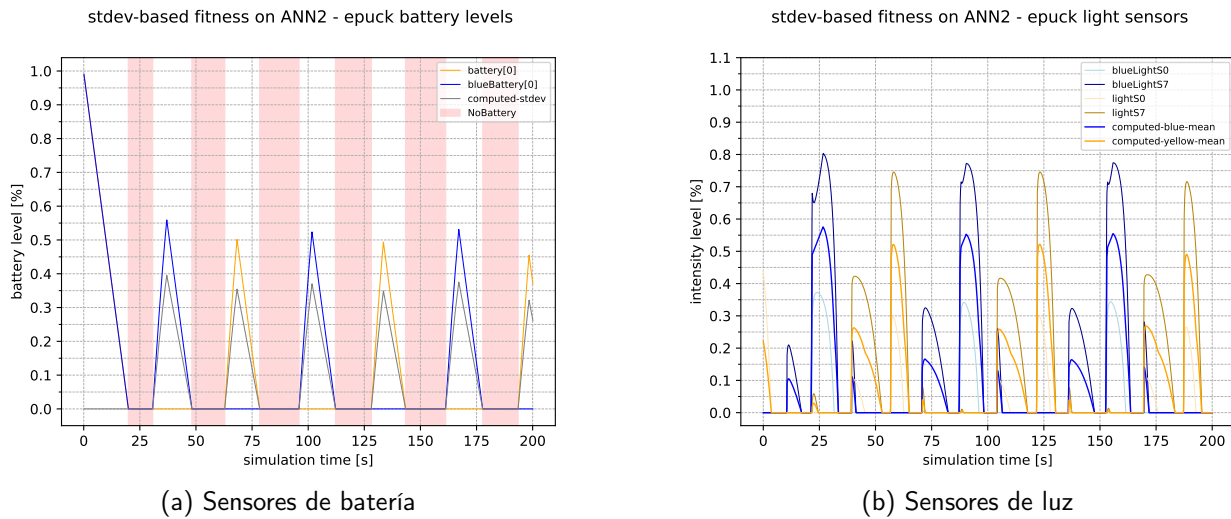 stdev-based fitness on ANN2 - epuck battery levels
battery level [%]
1.0
0.9
0.8
0.7
0.6
0.5
0.4
0.3
0.2
0.1
0.0
battery[0]
blueBattery[0]
computed-stdev
NoBattery
0 25 50 75 100 125 150 175 200
simulation time [s]
(a) Sensores de batería
stdev-based fitness on ANN2 - epuck light sensors
intensity level [%]
1.1
1.0
0.9
0.8
0.7
0.6
0.5
0.4
0.3
0.2
0.1
0.0
blueLightS0
blueLightS7
lightS0
lightS7
computed-blue-mean
computed-yellow-mean
0 25 50 75 100 125 150 175 200
simulation time [s]
(b) Sensores de luz